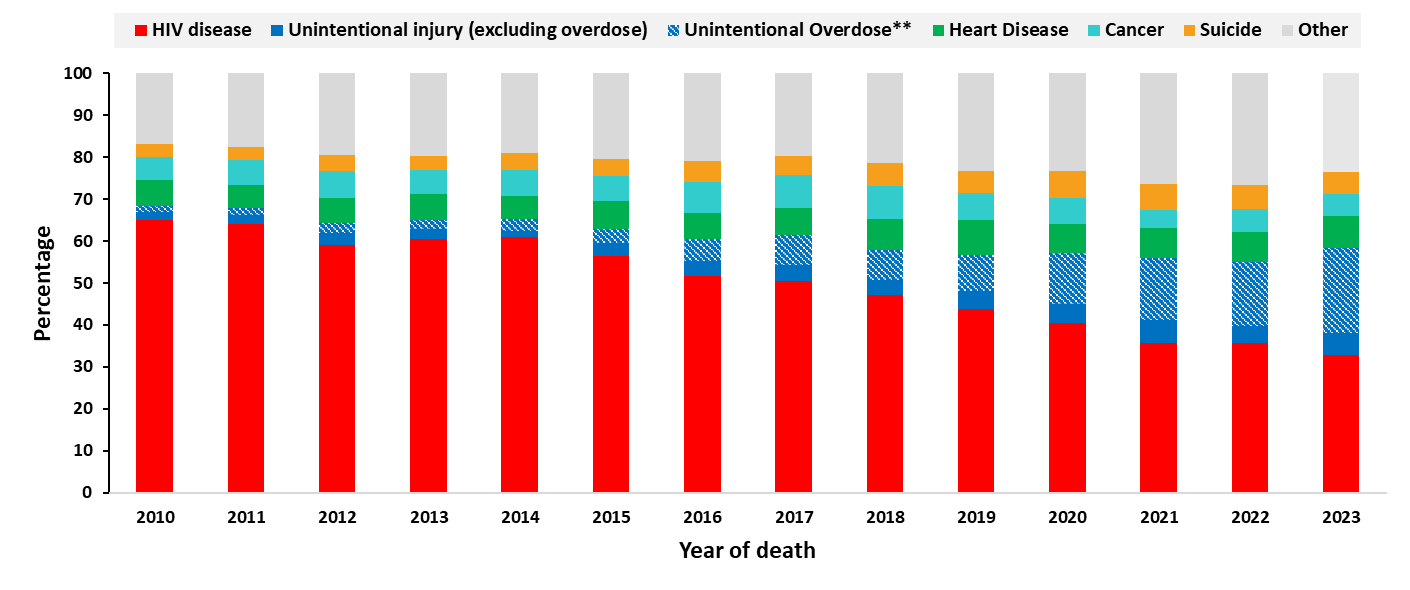 HIV disease Unintentional injury (excluding overdose) Unintentional Overdose** Heart Disease Cancer Suicide Other
Percentage
100
90
80
70
60
50
40
30
20
10
0
2010 2011 2012 2013 2014 2015 2016 2017 2018 2019 2020 2021 2022 2023
Year of death